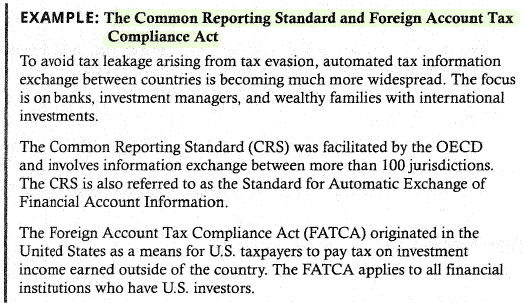 EXAMPLE: The Common Reporting Standard and Foreign Account Tax
Compliance Act
To avoid tax leakage arising from tax evasion, automated tax information
exchange between countries is becoming much more widespread. The focus
is on banks, investment managers, and wealthy families with international
investments.
The Common Reporting Standard (CRS) was facilitated by the OECD
and involves information exchange between more than 100 jurisdictions.
The CRS is also referred to as the Standard for Automatic Exchange of
Financial Account Information.
The Foreign Account Tax Compliance Act (FATCA) originated in the
United States as a means for U.S. taxpayers to pay tax on investment
income earned outside of the country. The FATCA applies to all financial
institutions who have U.S. investors.